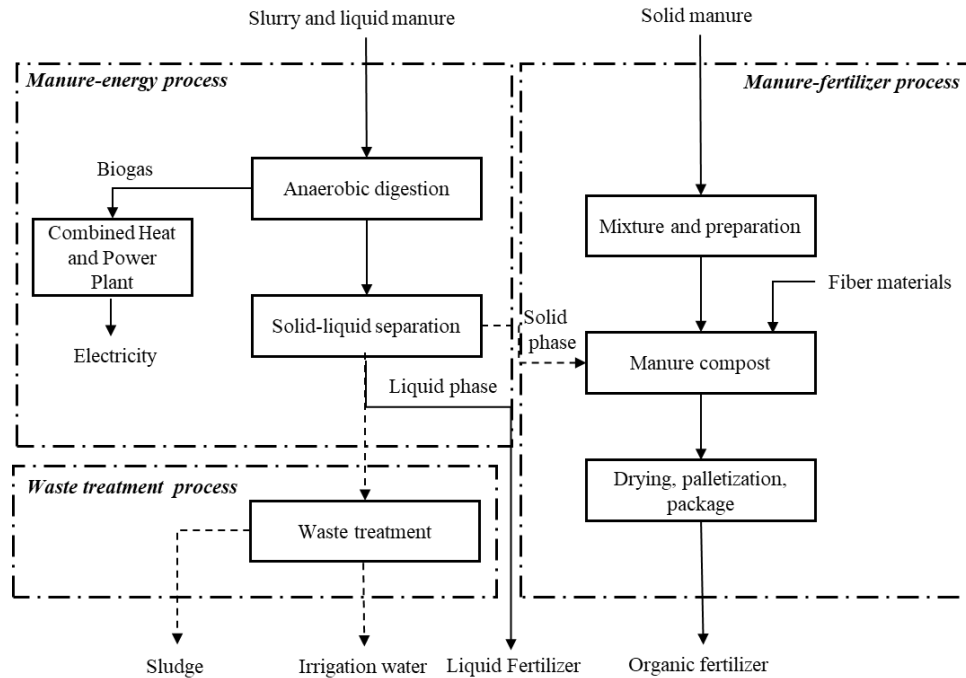 Slurry and liquid manure
Solid manure
Manure-energy process
Manure-fertilizer process
Biogas
Anaerobic digestion
Combined Heat
and Power
Plant
Mixture and preparation
Fiber materials
Solid-liquid separation
Solid
phase
Electricity
Manure compost
Liquid phase
Waste treatment process
Drying, palletization,
package
Waste treatment
Sludge
Irrigation water
Liquid Fertilizer
Organic fertilizer